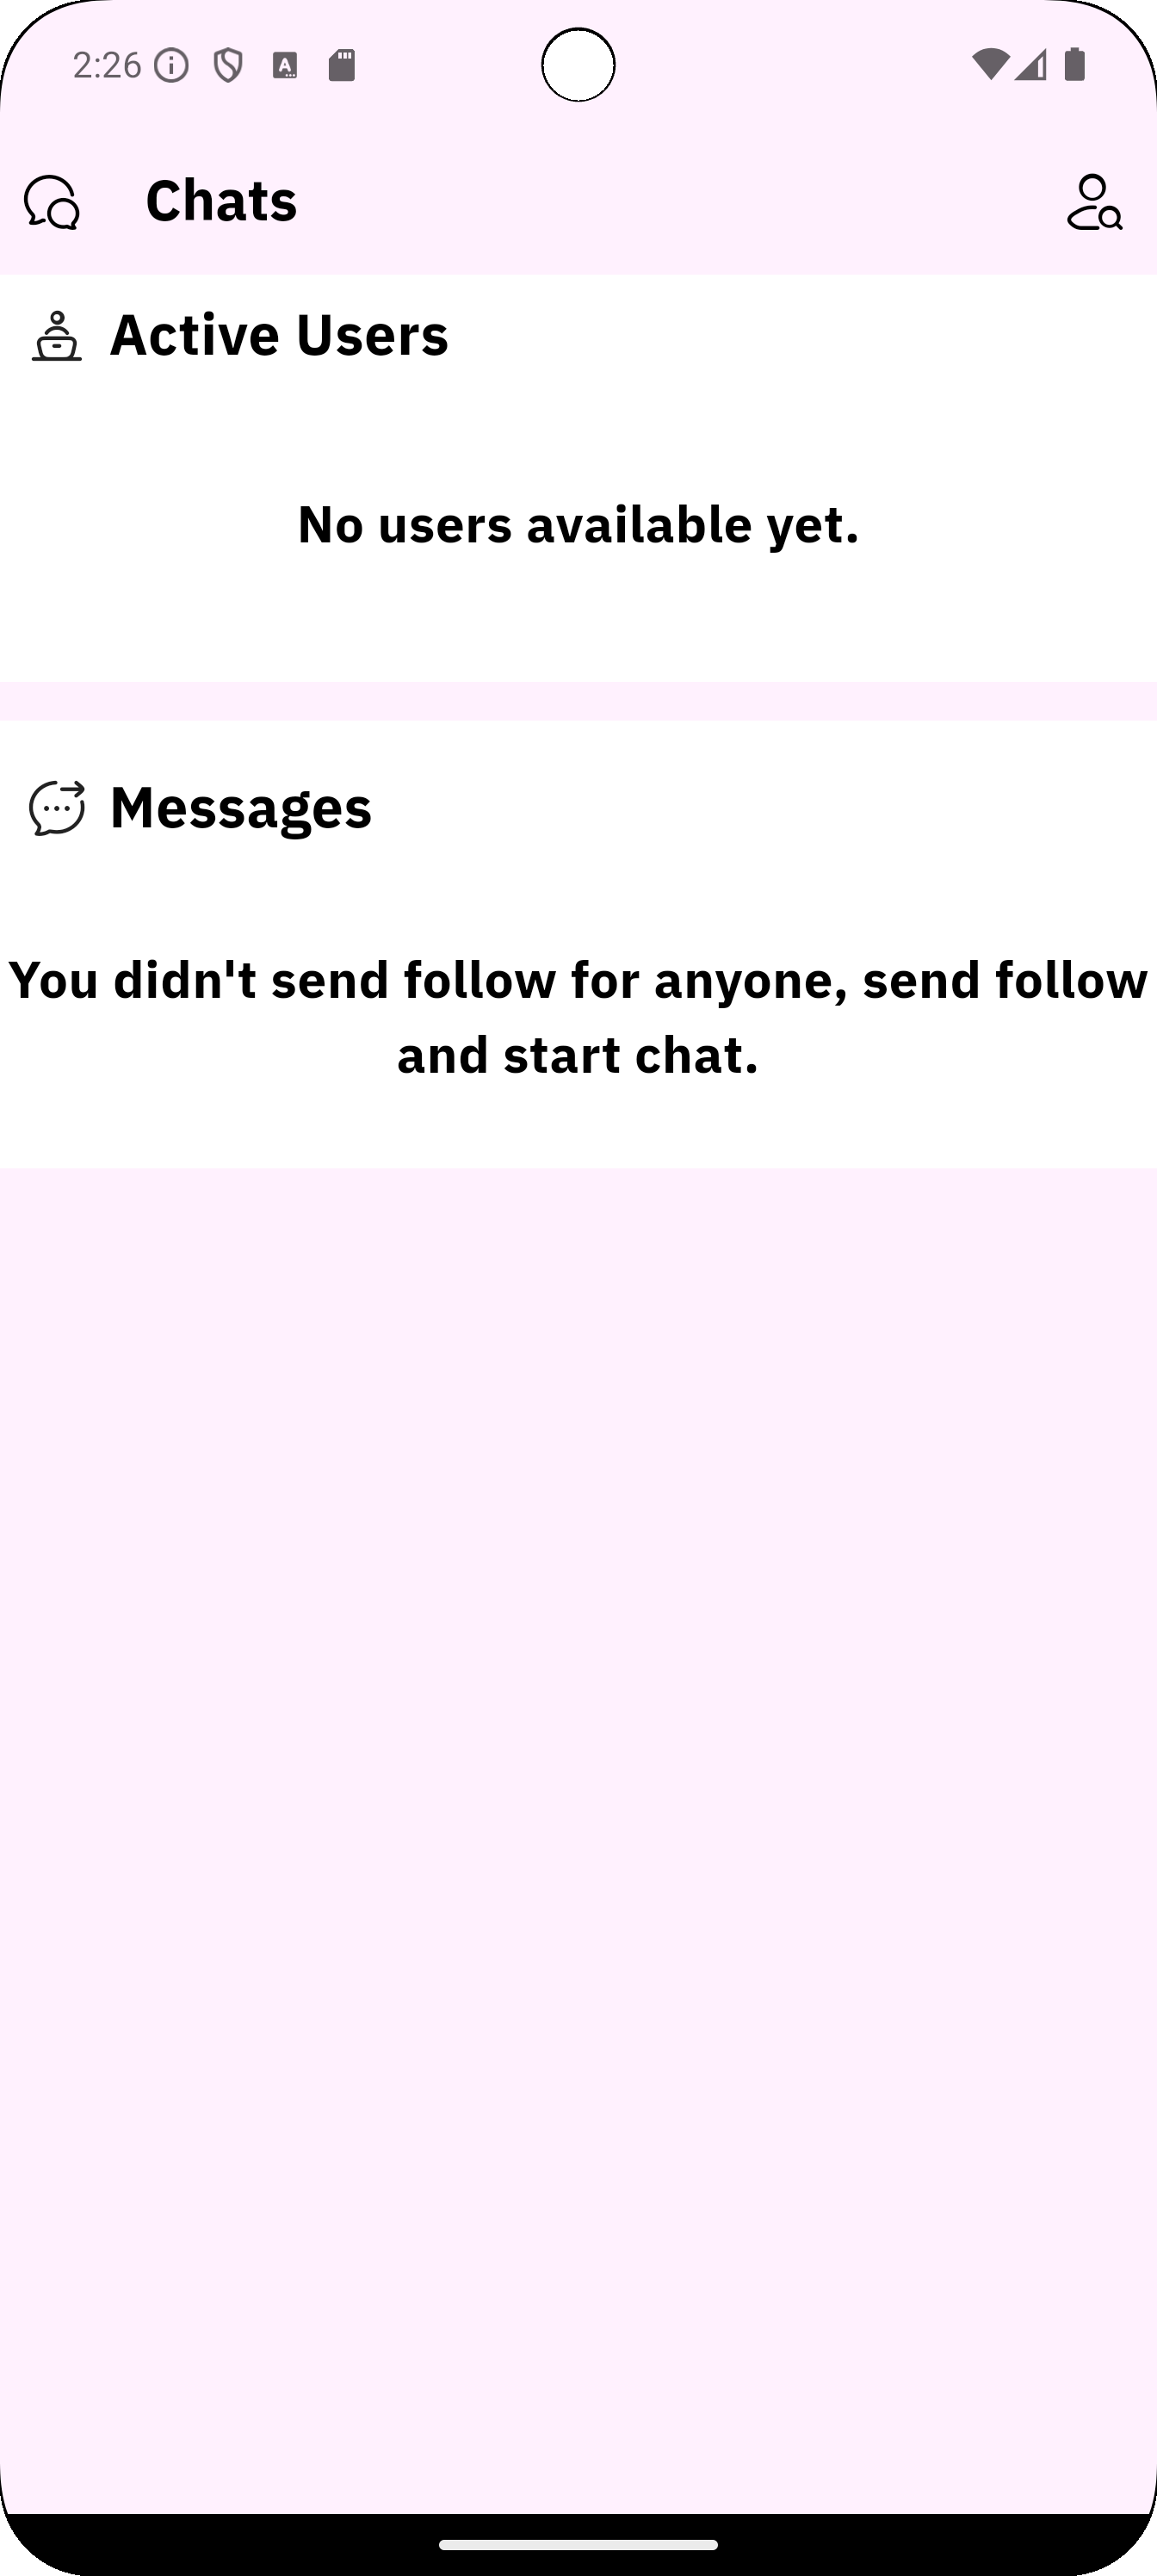 2:26
Chats
Active Users
No users available yet.
Messages
You didn't send follow for anyone, send follow
and start chat.